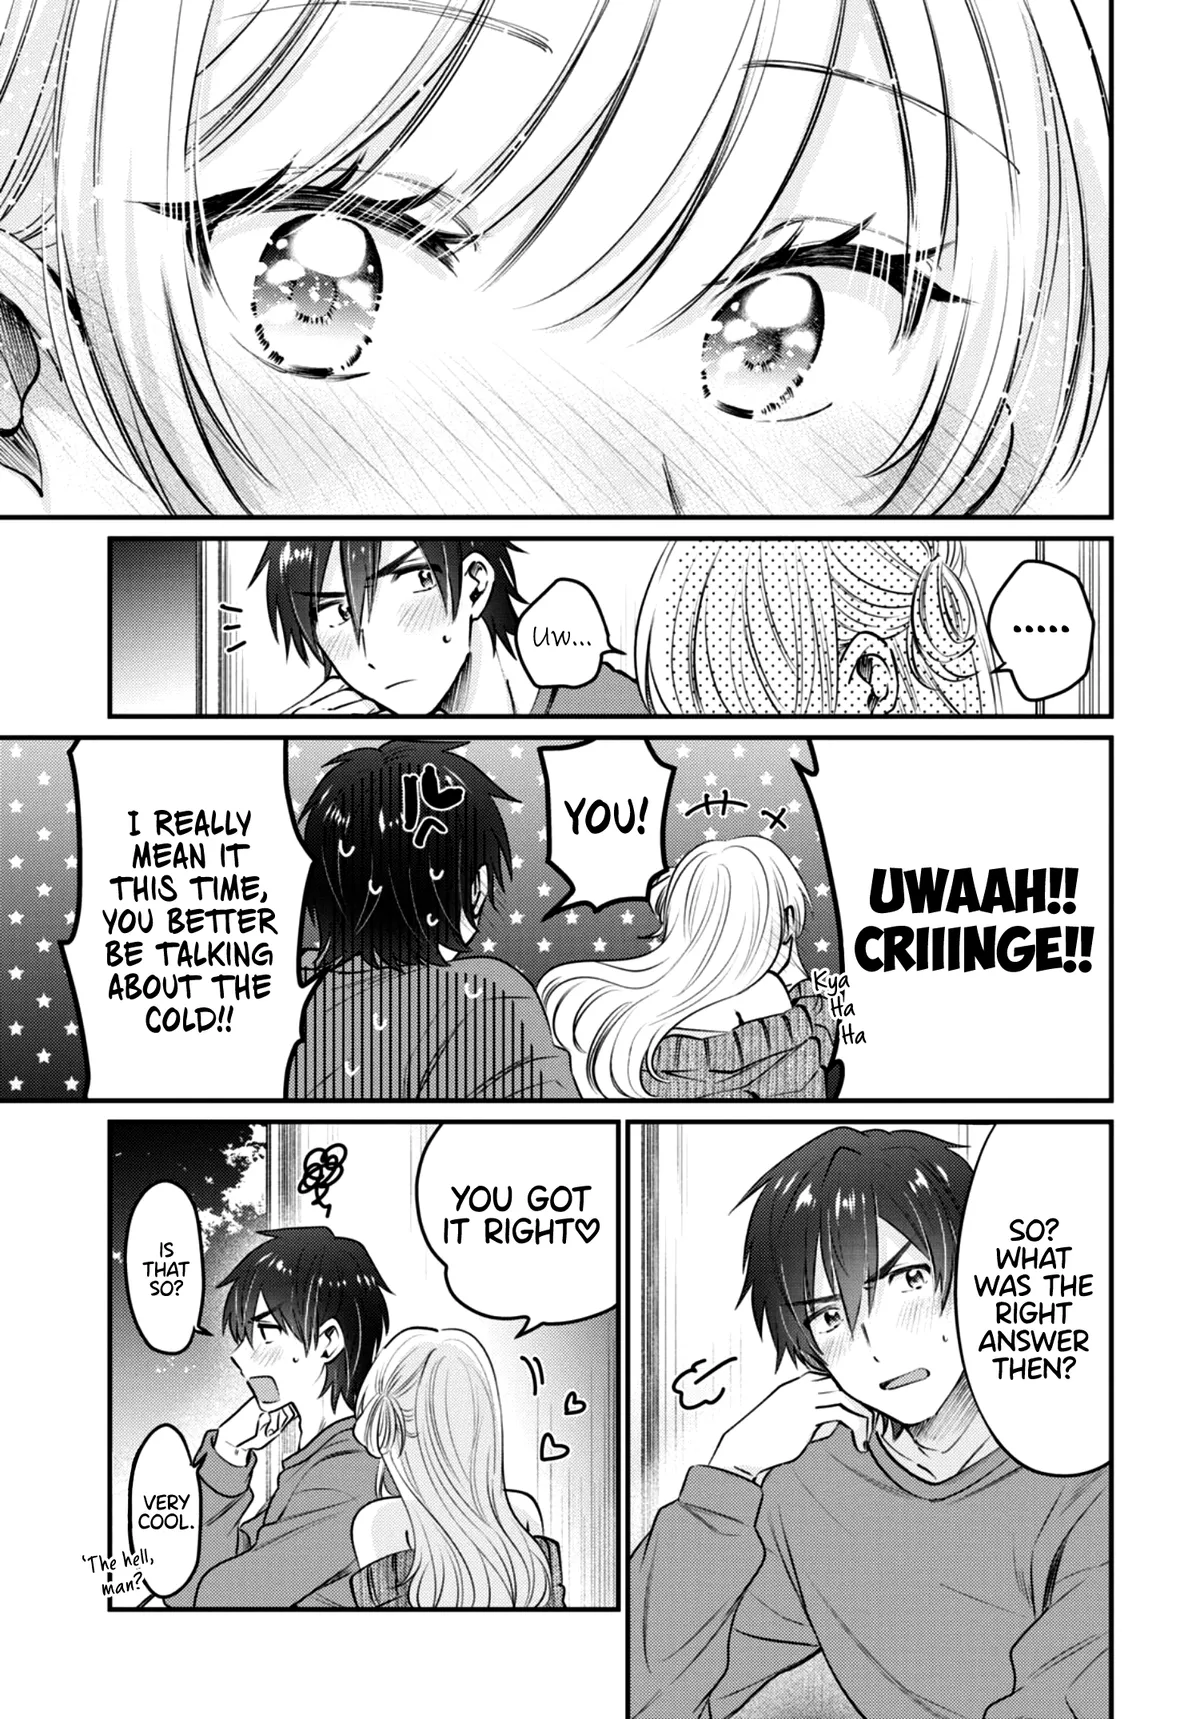 .....
Uw...
UWAAH!!
CRIIINGE!!
Kya
Ha
Ha
YOU!
I REALLY
MEAN IT
THIS TIME,
YOU BETTER
BE TALKING
ABOUT THE
COLD!!
SO?
WHAT
WAS THE
RIGHT
ANSWER
THEN?
YOU GOT
IT RIGHT♡
IS
THAT
SO?
VERY
COOL.
'The hell,
man?